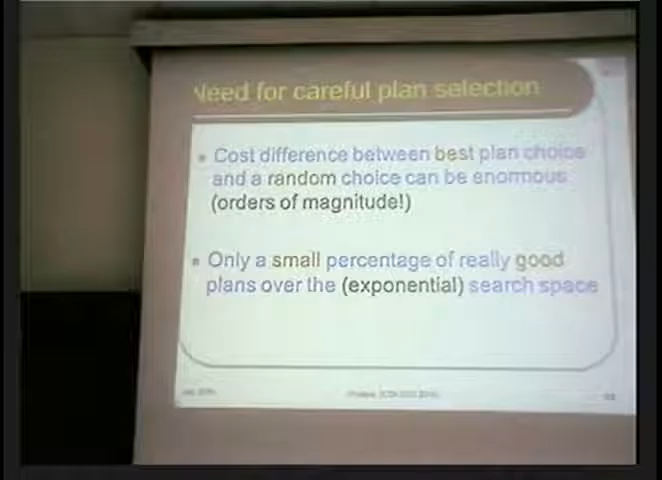 Need for careful plan selection
Cost difference between best plan choice
and a random choice can be enormous
(orders of magnitude!)
Only a small percentage of really good
plans over the (exponential) search space